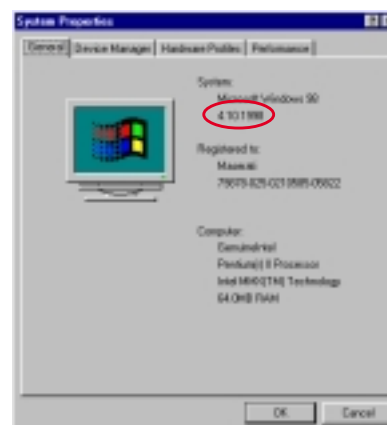 System Properties
General Device Manager Hardware Profiles Performance
System:
Microsoft Windows 98
4.10.1998
Registered to:
Computer:
GenuineIntel
Pentium(r) II Processor
Intel MMX(TM) Technology
64.0MB RAM
OK Cancel